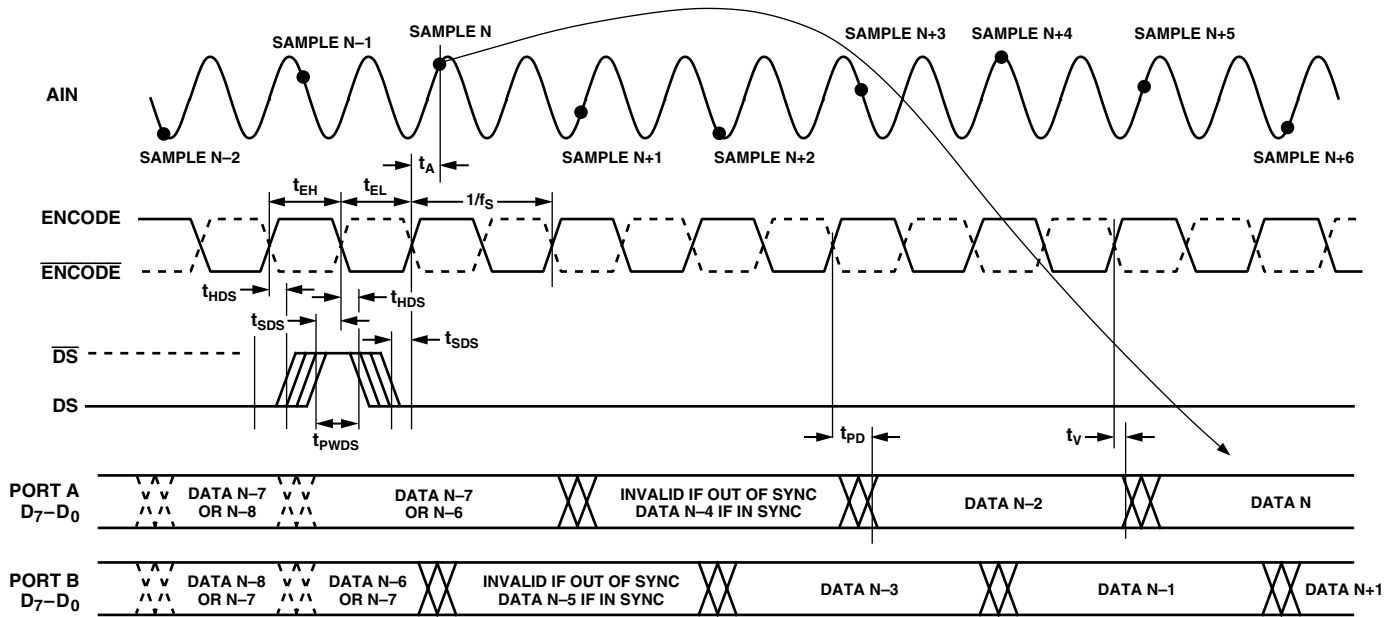 SAMPLE N
SAMPLE N–1
SAMPLE N+3
SAMPLE N+4
SAMPLE N+5
AIN
SAMPLE N–2
SAMPLE N+1
SAMPLE N+2
SAMPLE N+6
tA
tEH
tEL
1/fS
ENCODE
ENCODE
tHDS
tHDS
tSDS
tSDS
DS
DS
tPWDS
tPD
tV
PORT A
D7–D0
DATA N–7
OR N–8
DATA N–7
OR N–6
INVALID IF OUT OF SYNC
DATA N–4 IF IN SYNC
DATA N–2
DATA N
PORT B
D7–D0
DATA N–8
OR N–7
DATA N–6
OR N–7
INVALID IF OUT OF SYNC
DATA N–5 IF IN SYNC
DATA N–3
DATA N–1
DATA N+1